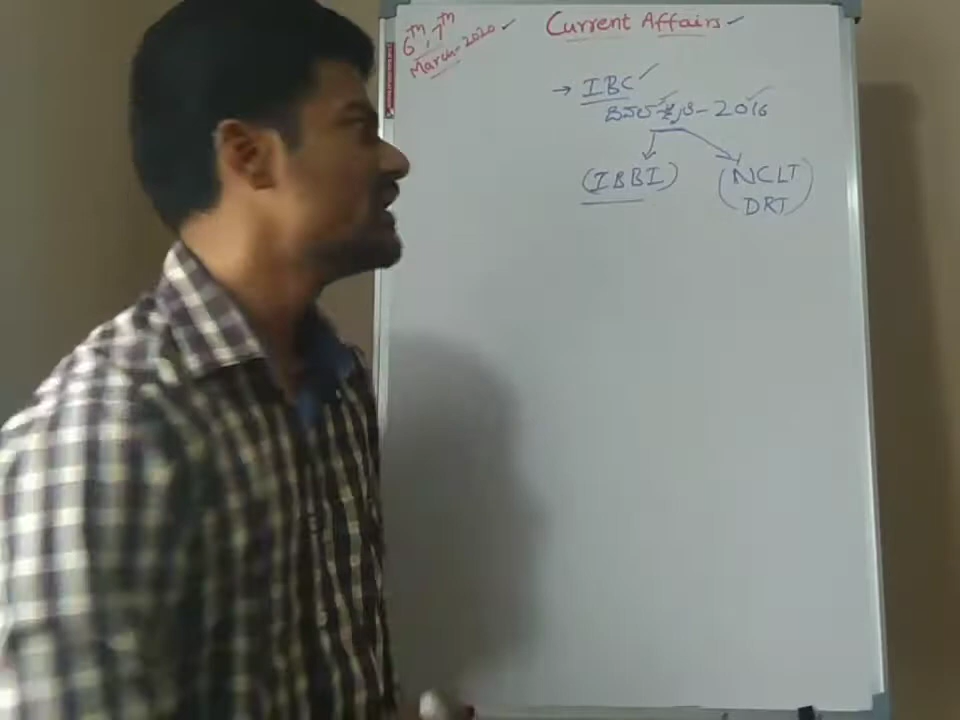 6TH, 7TH
March-2020 ✓
Current Affairs ✓
→ IBC ✓
ದಿವಾಳಿ - 2016
(IBBI)
(NCLT
DRT)